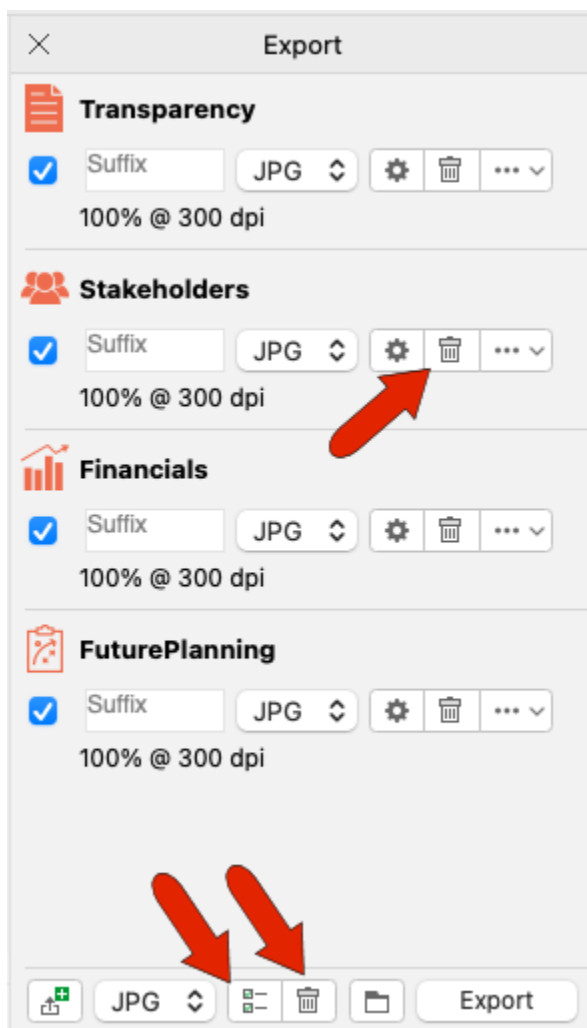 Export
Transparency
Suffix JPG
100% @ 300 dpi
Stakeholders
Suffix JPG
100% @ 300 dpi
Financials
Suffix JPG
100% @ 300 dpi
FuturePlanning
Suffix JPG
100% @ 300 dpi
JPG Export